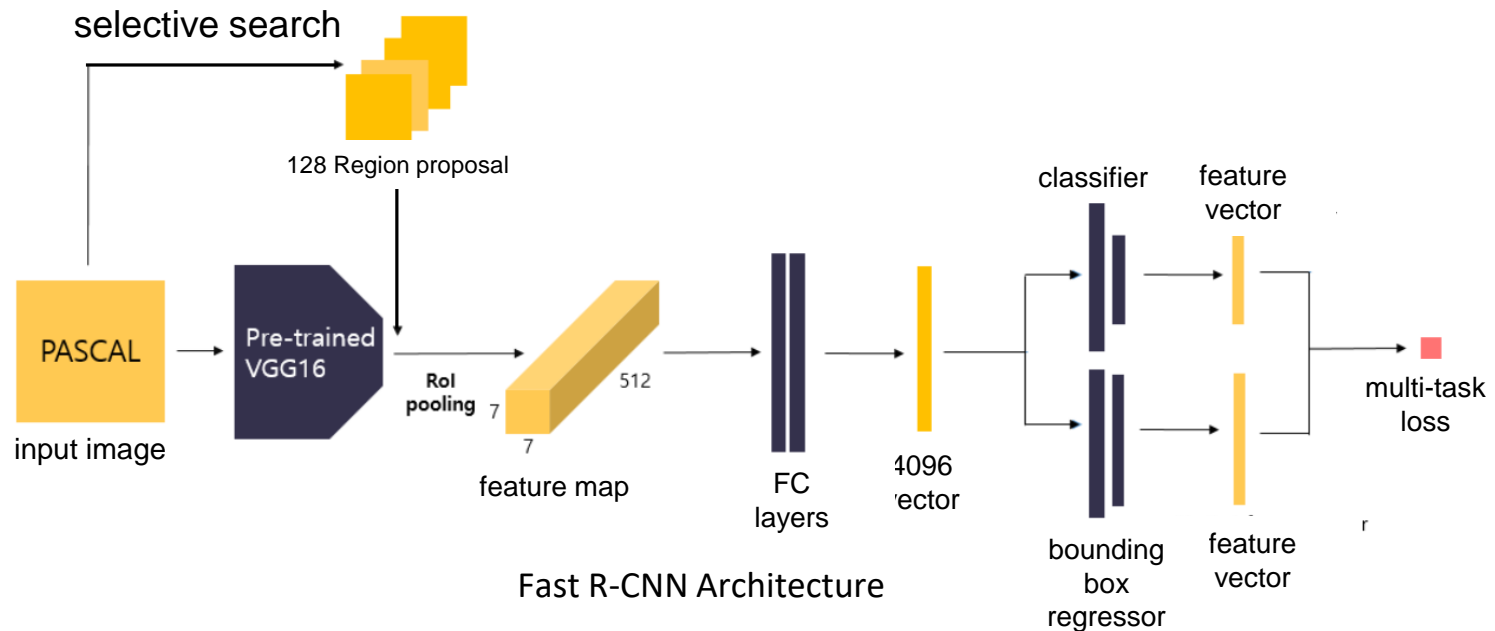 selective search
128 Region proposal
PASCAL
input image
Pre-trained
VGG16
RoI
pooling
7
7
512
feature map
FC
layers
4096
vector
classifier
feature
vector
bounding
box
regressor
feature
vector
r
multi-task
loss
Fast R-CNN Architecture